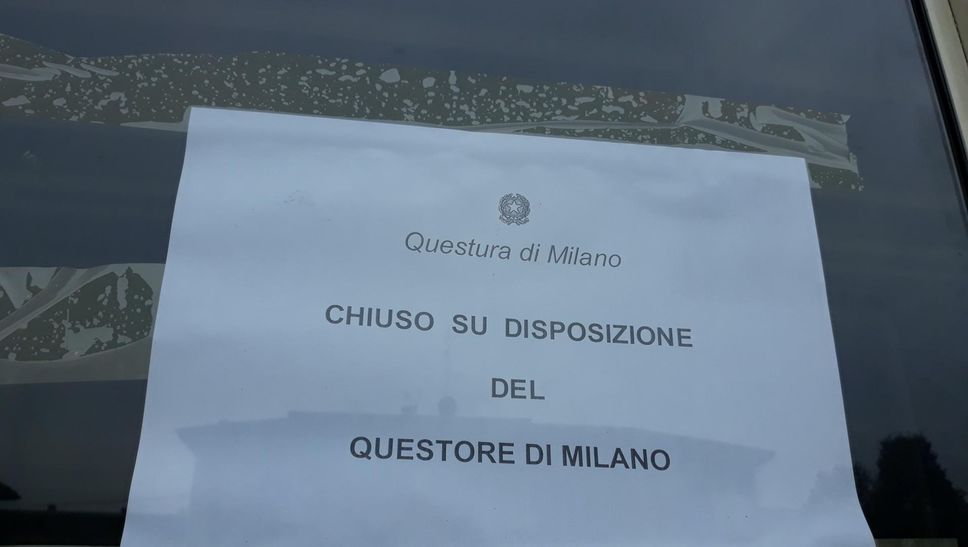 Questura di Milano
CHIUSO SU DISPOSIZIONE
DEL
QUESTORE DI MILANO